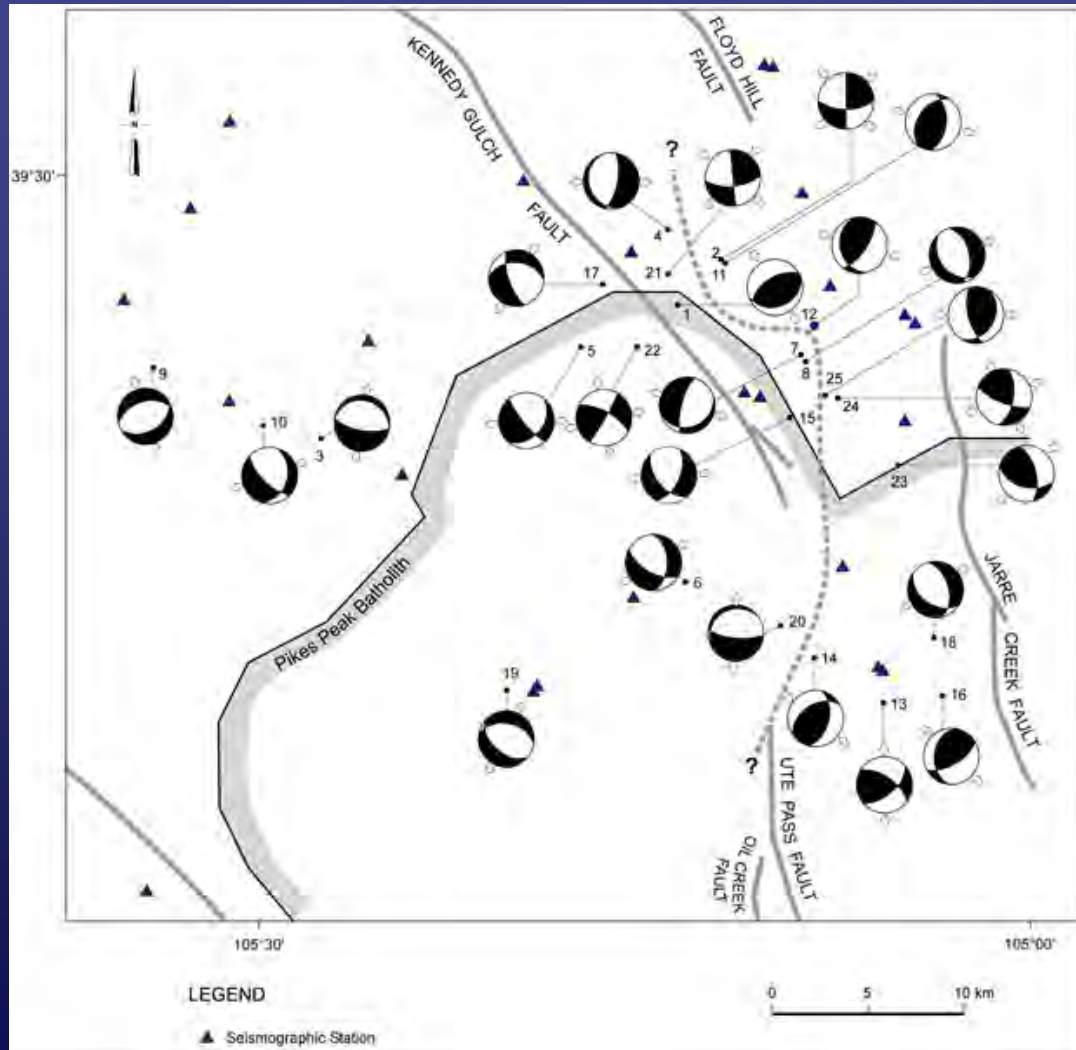 KENNEDY GULCH
FAULT
FLOYD HILL
FAULT
N
39°30'
?
4
2
11
21
17
1
12
7
8
5
22
25
24
15
9
10
3
23
Pikes Peak Batholith
6
20
14
18
13
16
19
JARRE
CREEK FAULT
?
UTE PASS FAULT
OIL CREEK
FAULT
105°30'
105°00'
LEGEND
Seismographic Station
0 5 10 km